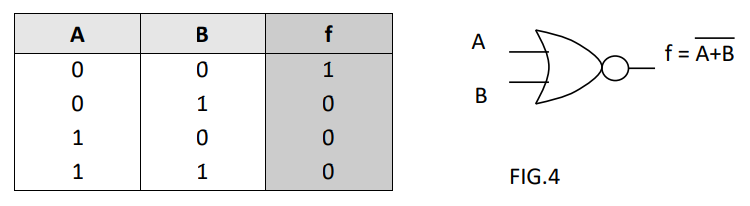 A B f
0 0 1
0 1 0
1 0 0
1 1 0
A
B
f = A+B
FIG.4